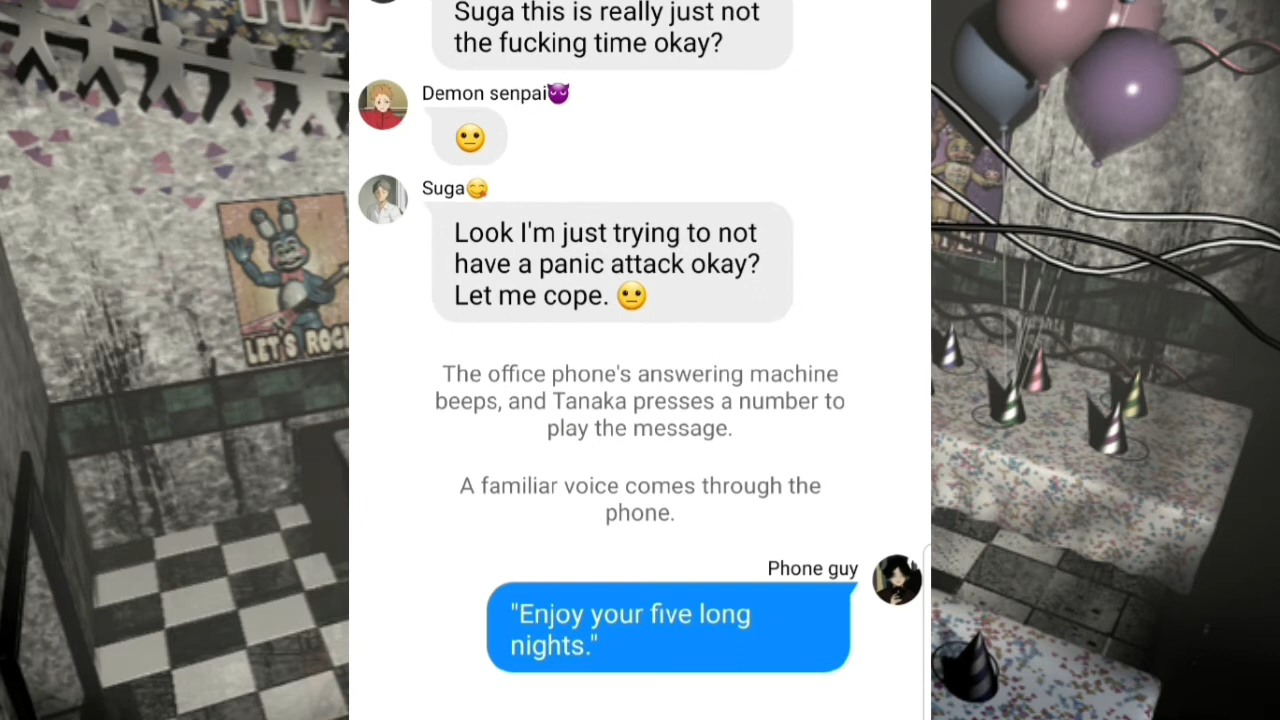 Suga this is really just not
the fucking time okay?
Demon senpai😈
😐
Suga😋
Look I'm just trying to not
have a panic attack okay?
Let me cope. 😐
The office phone's answering machine
beeps, and Tanaka presses a number to
play the message.
A familiar voice comes through the
phone.
Phone guy
"Enjoy your five long
nights."
LET'S ROCK